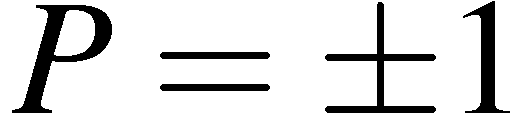 P = ±1